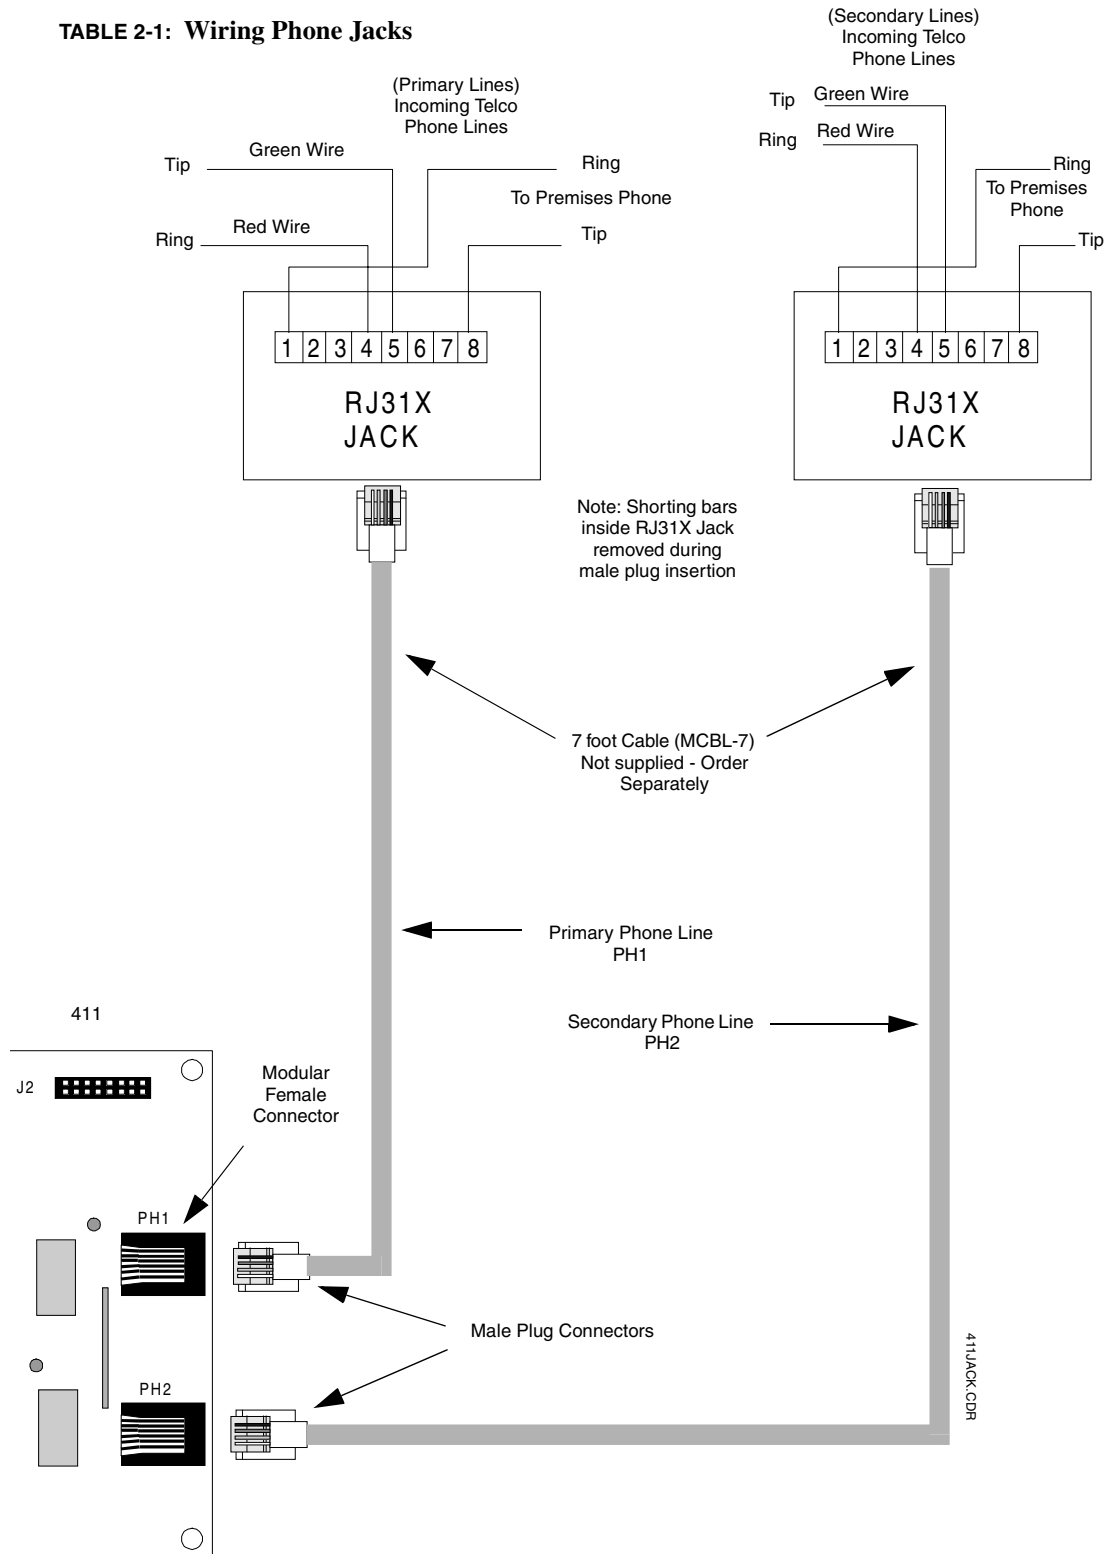 TABLE 2-1: Wiring Phone Jacks
(Primary Lines)
Incoming Telco
Phone Lines
Tip
Green Wire
Ring
To Premises Phone
Ring
Red Wire
Tip
1 2 3 4 5 6 7 8
RJ31X
JACK
(Secondary Lines)
Incoming Telco
Phone Lines
Tip
Green Wire
Ring
Red Wire
Ring
To Premises
Phone
Tip
1 2 3 4 5 6 7 8
RJ31X
JACK
Note: Shorting bars
inside RJ31X Jack
removed during
male plug insertion
7 foot Cable (MCBL-7)
Not supplied - Order
Separately
Primary Phone Line
PH1
Secondary Phone Line
PH2
411
J2
Modular
Female
Connector
PH1
Male Plug Connectors
PH2
411JACK.CDR